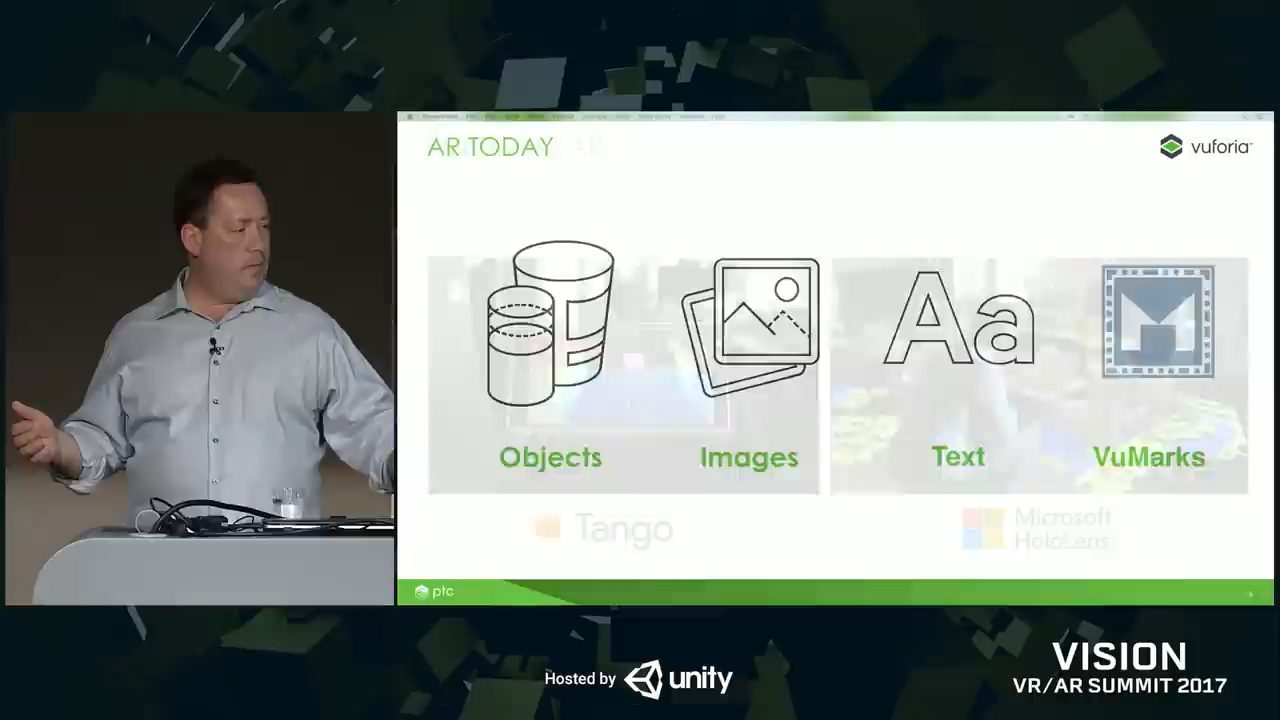 AR TODAY
vuforia
Aa
Objects
Images
Text
VuMarks
Tango
Microsoft
HoloLens
ptc
Hosted by unity
VISION
VR/AR SUMMIT 2017